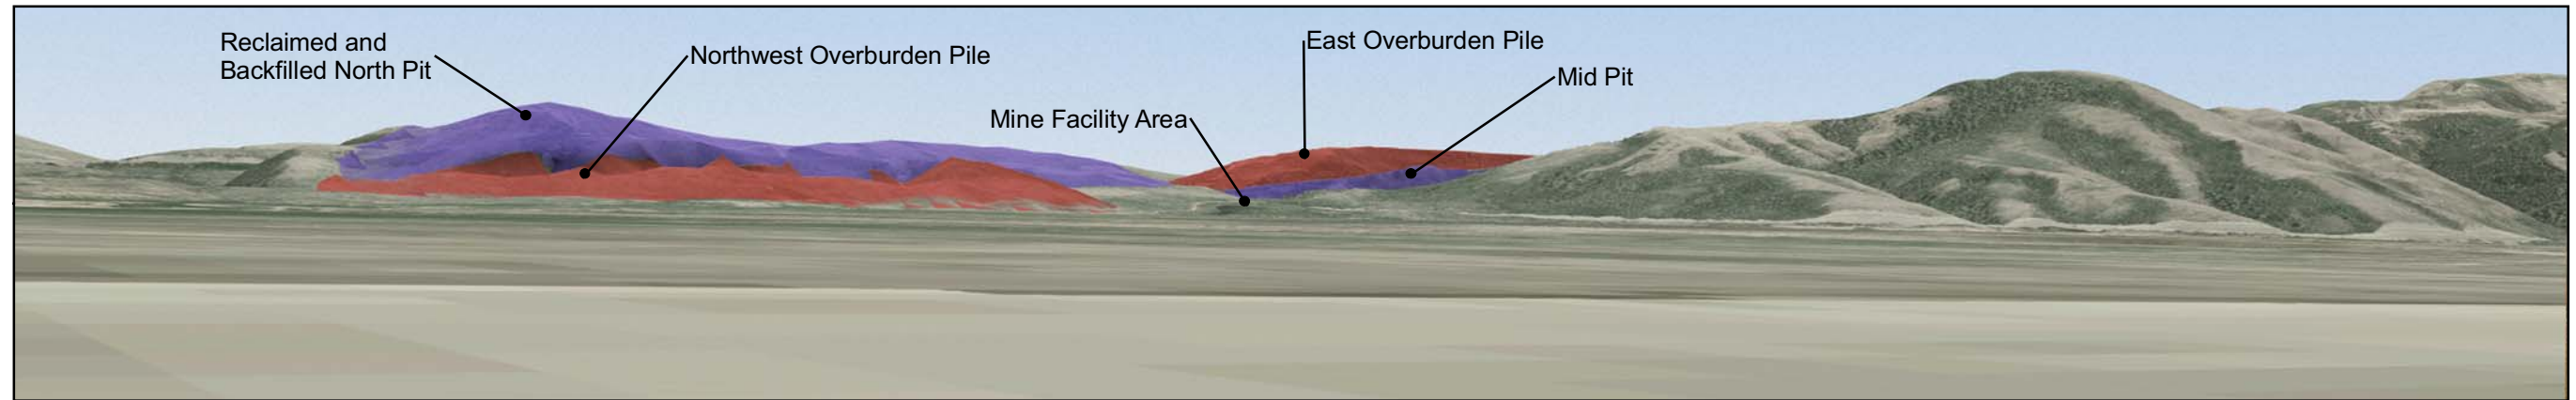 Reclaimed and
Backfilled North Pit
Northwest Overburden Pile
Mine Facility Area
East Overburden Pile
Mid Pit